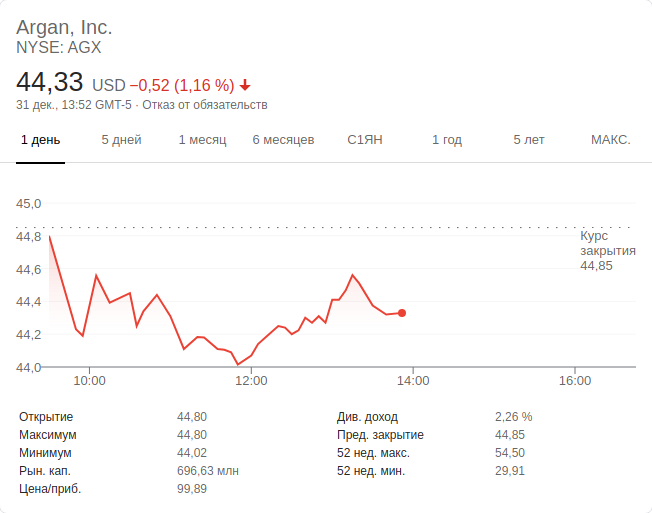 Argan, Inc.
NYSE: AGX
44,33 USD −0,52 (1,16 %)
31 дек., 13:52 GMT-5 · Отказ от обязательств
1 день 5 дней 1 месяц 6 месяцев С1ЯН 1 год 5 лет МАКС.
45,0
44,8
44,6
44,4
44,2
44,0
Курс
закрытия
44,85
10:00 12:00 14:00 16:00
Открытие 44,80 Див. доход 2,26 %
Максимум 44,80 Пред. закрытие 44,85
Минимум 44,02 52 нед. макс. 54,50
Рын. кап. 696,63 млн 52 нед. мин. 29,91
Цена/приб. 99,89